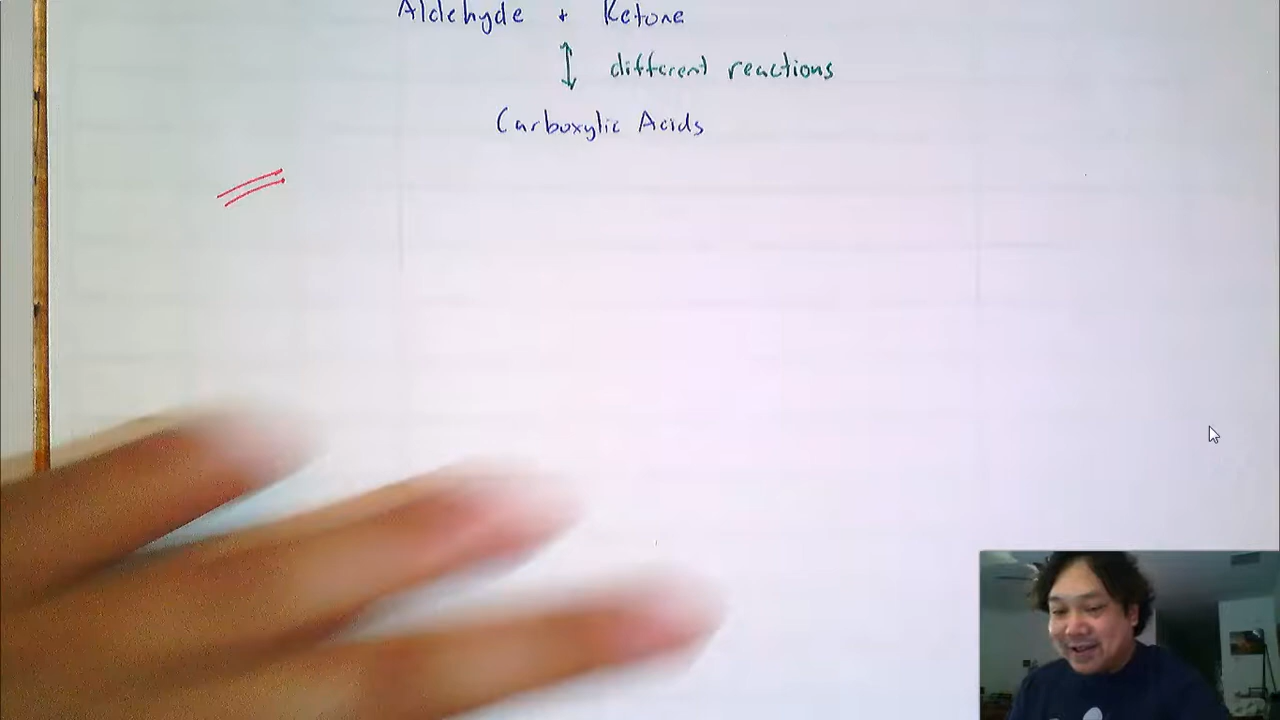 Aldehyde + Ketone
different reactions
Carboxylic Acids